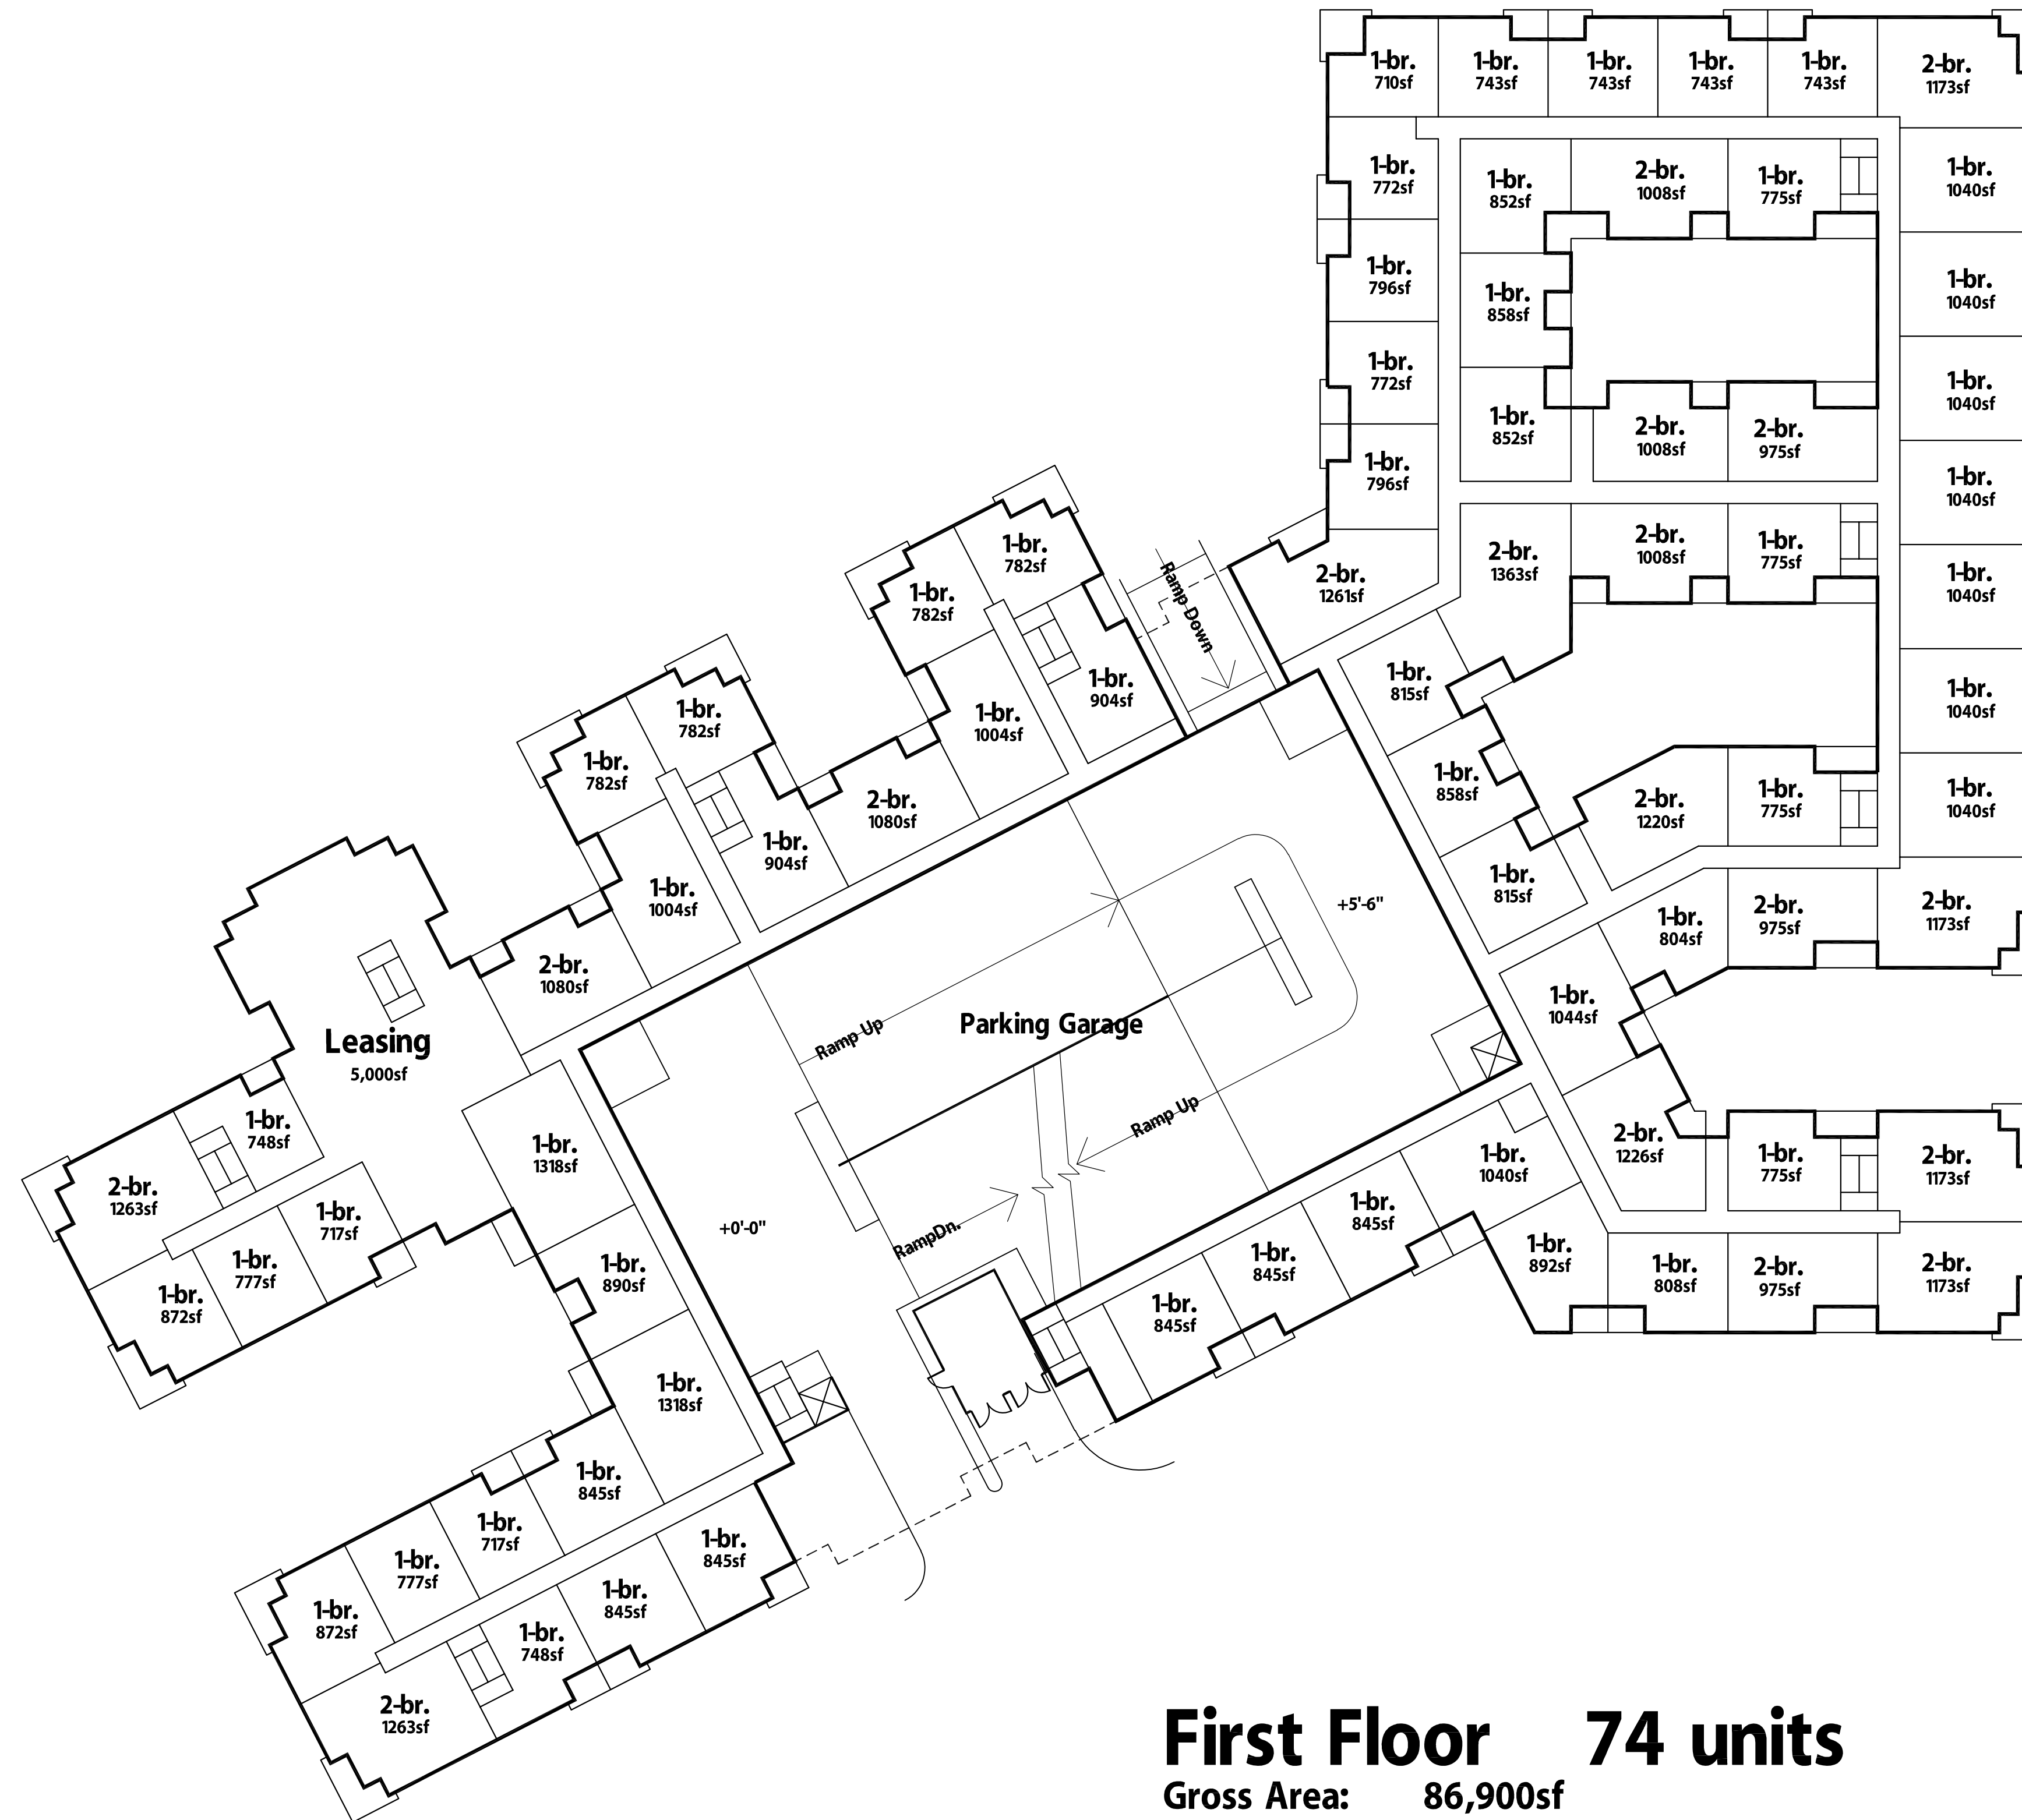 1-br.
710sf
1-br.
743sf
1-br.
743sf
1-br.
743sf
1-br.
743sf
2-br.
1173sf
1-br.
772sf
1-br.
852sf
2-br.
1008sf
1-br.
775sf
1-br.
1040sf
1-br.
796sf
1-br.
858sf
1-br.
1040sf
1-br.
772sf
1-br.
852sf
2-br.
1008sf
2-br.
975sf
1-br.
1040sf
1-br.
796sf
1-br.
1040sf
2-br.
1261sf
2-br.
1363sf
2-br.
1008sf
1-br.
775sf
1-br.
1040sf
1-br.
782sf
1-br.
782sf
Ramp Down
1-br.
904sf
1-br.
815sf
1-br.
1040sf
1-br.
782sf
1-br.
782sf
1-br.
1004sf
1-br.
858sf
2-br.
1220sf
1-br.
775sf
1-br.
1040sf
2-br.
1080sf
1-br.
904sf
1-br.
1004sf
1-br.
815sf
1-br.
804sf
2-br.
975sf
2-br.
1173sf
+5'-6"
2-br.
1080sf
1-br.
1044sf
Ramp Up
Parking Garage
Leasing
5,000sf
1-br.
748sf
2-br.
1263sf
1-br.
717sf
1-br.
777sf
1-br.
872sf
1-br.
1318sf
Ramp Up
1-br.
1040sf
2-br.
1226sf
1-br.
775sf
2-br.
1173sf
+0'-0"
RampDn.
1-br.
845sf
1-br.
845sf
1-br.
845sf
1-br.
892sf
1-br.
808sf
2-br.
975sf
2-br.
1173sf
1-br.
890sf
1-br.
1318sf
1-br.
845sf
1-br.
717sf
1-br.
777sf
1-br.
872sf
1-br.
845sf
1-br.
845sf
1-br.
748sf
2-br.
1263sf
First Floor 74 units
Gross Area: 86,900sf